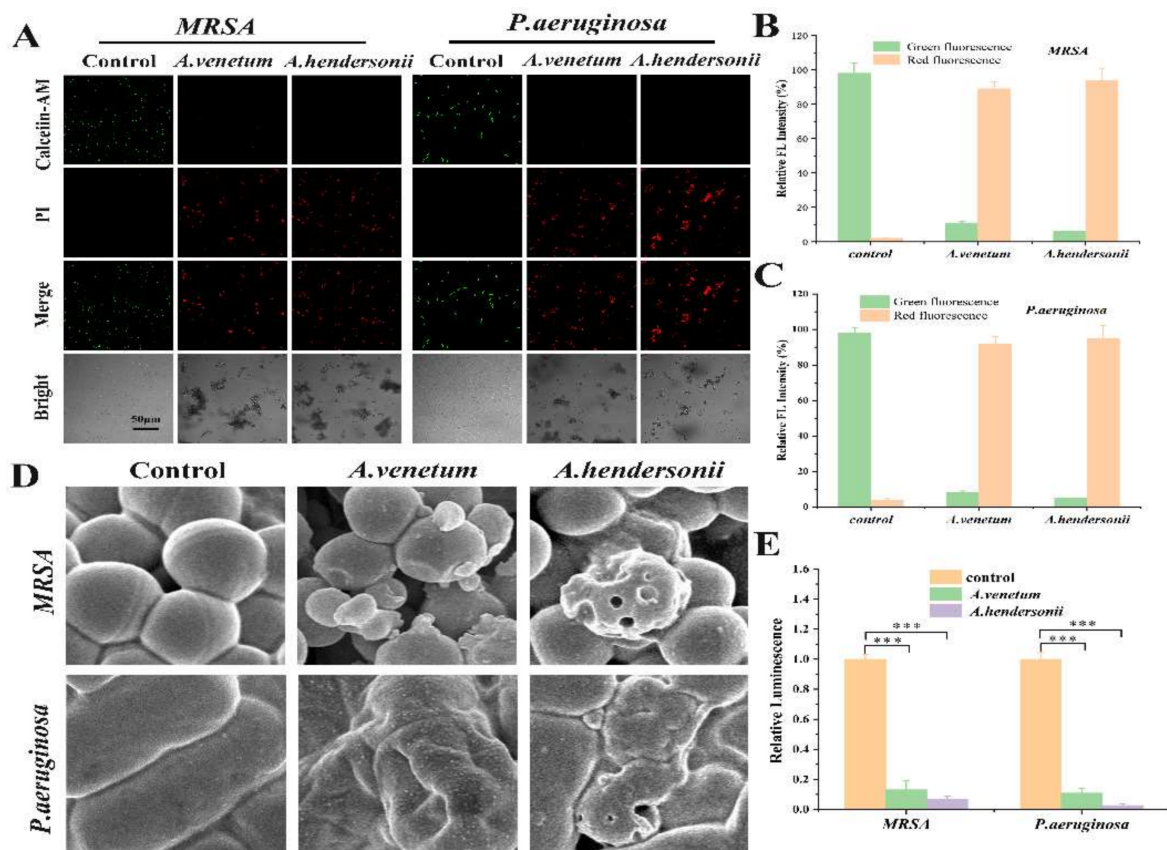 A
MRSA
P.aeruginosa
Control
A.venetum
A.hendersonii
Control
A.venetum
A.hendersonii
Calceiin-AM
PI
Merge
Bright
50μm
B
Green fluorescence
Red fluorescence
MRSA
Relative FL Intensity (%)
120
100
80
60
40
20
0
control
A.venetum
A.hendersonii
C
Green fluorescence
Red fluorescence
P.aeruginosa
Relative FL Intensity (%)
120
100
80
60
40
20
0
control
A.venetum
A.hendersonii
D
Control
A.venetum
A.hendersonii
MRSA
P.aeruginosa
E
control
A.venetum
A.hendersonii
Relative Luminescence
1.6
1.4
1.2
1.0
0.8
0.6
0.4
0.2
0.0
***
***
***
***
MRSA
P.aeruginosa